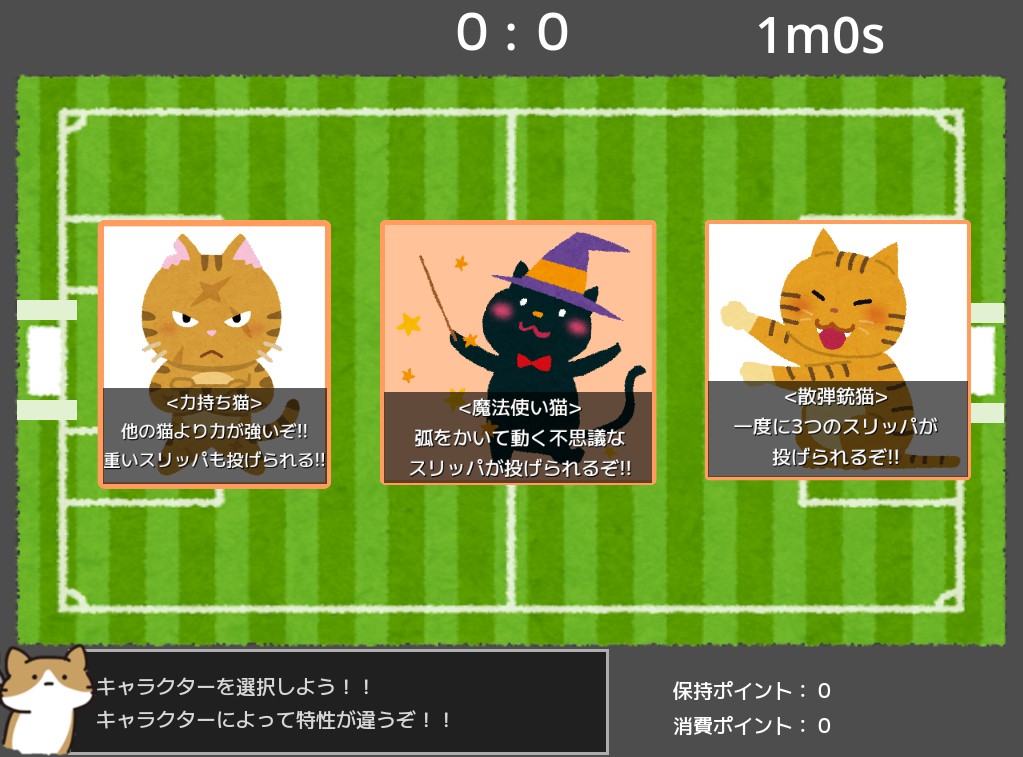 0 : 0
1m0s
<力持ち猫>
他の猫より力が強いぞ!!
重いスリッパも投げられる!!
<魔法使い猫>
弧をかいて動く不思議な
スリッパが投げられるぞ!!
<散弾銃猫>
一度に3つのスリッパが
投げられるぞ!!
キャラクターを選択しよう！！
キャラクターによって特性が違うぞ！！
保持ポイント： 0
消費ポイント： 0